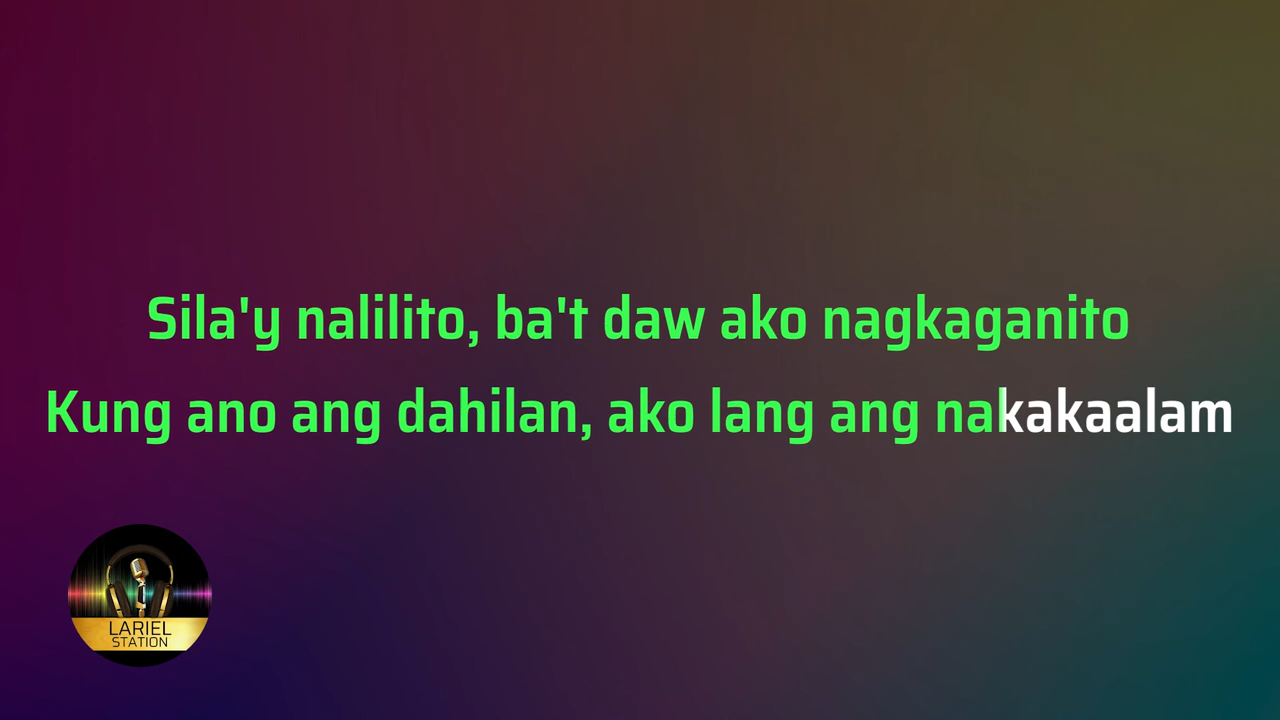 Sila'y nalilito, ba't daw ako nagkaganito
Kung ano ang dahilan, ako lang ang nakakaalam
LARIEL
STATION